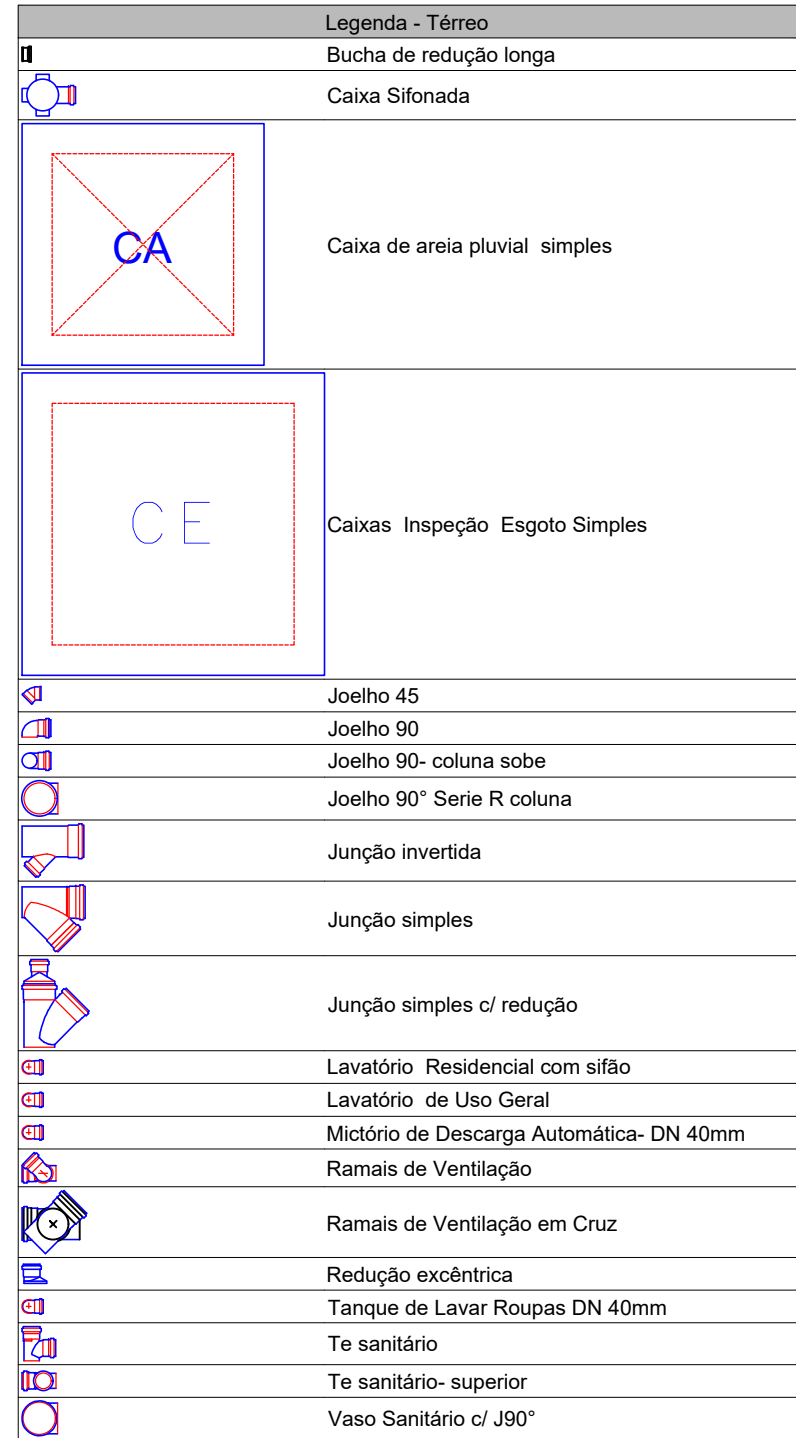 Legenda - Térreo
Bucha de redução longa
Caixa Sifonada
CA
Caixa de areia pluvial  simples
CE
Caixas  Inspeção  Esgoto Simples
Joelho 45
Joelho 90
Joelho 90- coluna sobe
Joelho 90° Serie R coluna
Junção invertida
Junção simples
Junção simples c/ redução
Lavatório  Residencial com sifão
Lavatório  de Uso Geral
Mictório de Descarga Automática- DN 40mm
Ramais de Ventilação
Ramais de Ventilação em Cruz
Redução excêntrica
Tanque de Lavar Roupas DN 40mm
Te sanitário
Te sanitário- superior
Vaso Sanitário c/ J90°